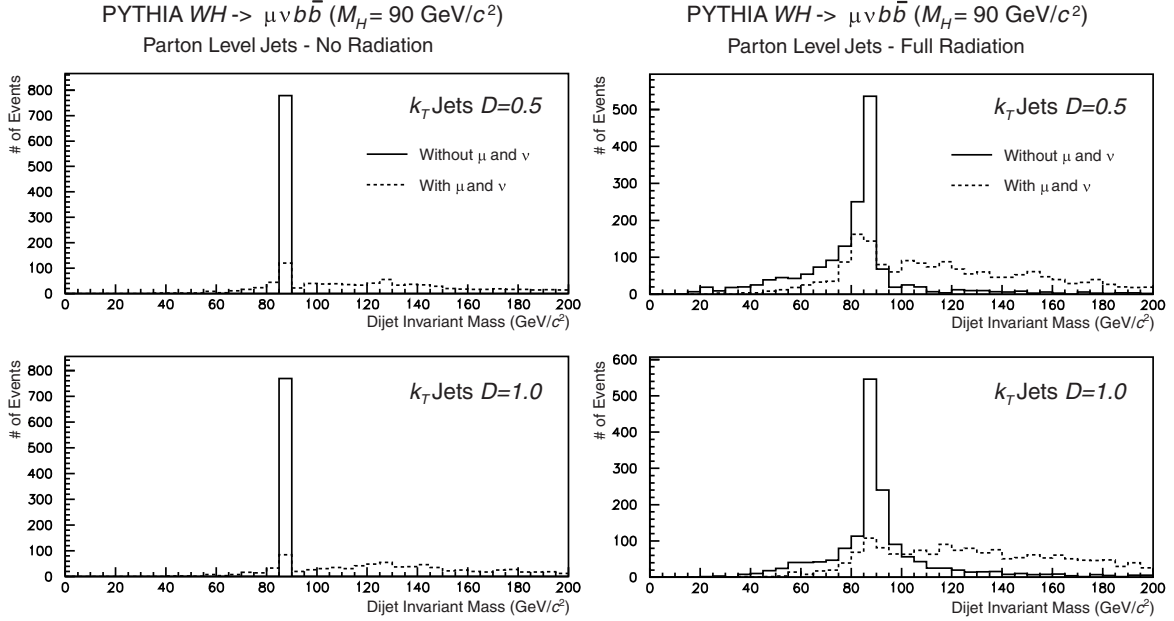 PYTHIA WH -> μνbb̄ (M_H = 90 GeV/c²)
Parton Level Jets - No Radiation
# of Events
800
700
600
500
400
300
200
100
0
k_T Jets D=0.5
Without μ and ν
With μ and ν
0 20 40 60 80 100 120 140 160 180 200
Dijet Invariant Mass (GeV/c²)
# of Events
800
700
600
500
400
300
200
100
0
k_T Jets D=1.0
0 20 40 60 80 100 120 140 160 180 200
Dijet Invariant Mass (GeV/c²)
PYTHIA WH -> μνbb̄ (M_H = 90 GeV/c²)
Parton Level Jets - Full Radiation
# of Events
500
400
300
200
100
0
k_T Jets D=0.5
Without μ and ν
With μ and ν
0 20 40 60 80 100 120 140 160 180 200
Dijet Invariant Mass (GeV/c²)
# of Events
600
500
400
300
200
100
0
k_T Jets D=1.0
0 20 40 60 80 100 120 140 160 180 200
Dijet Invariant Mass (GeV/c²)